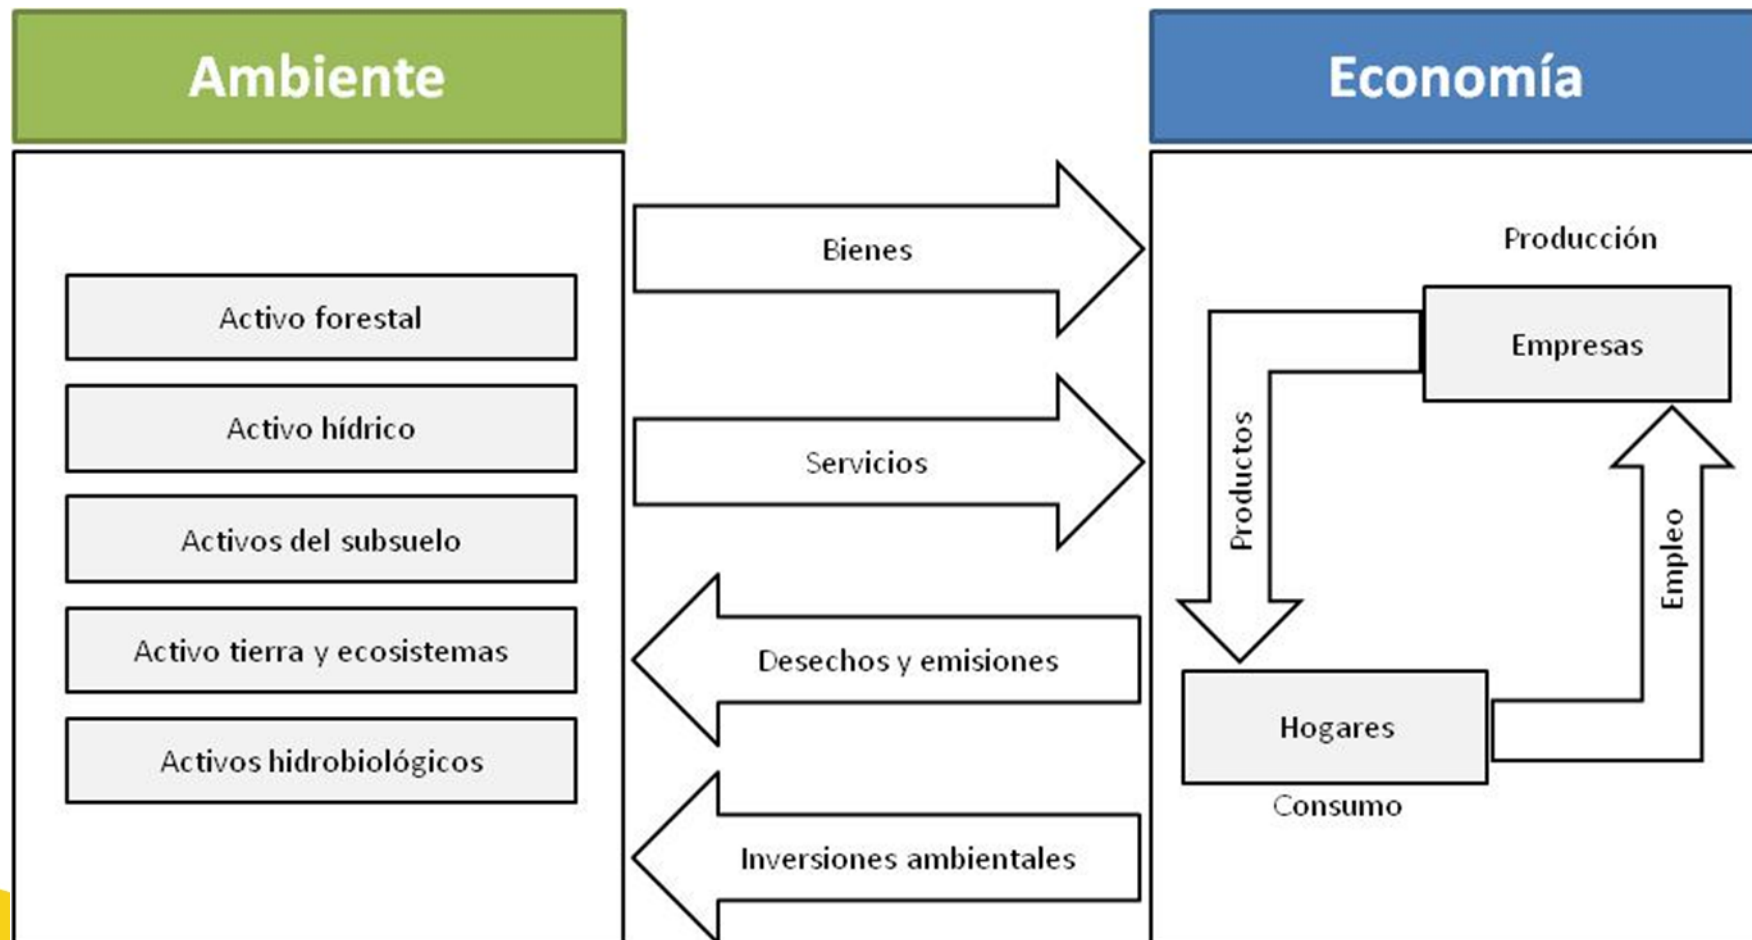 Ambiente
Activo forestal
Activo hídrico
Activos del subsuelo
Activo tierra y ecosistemas
Activos hidrobiológicos
Bienes
Servicios
Desechos y emisiones
Inversiones ambientales
Economía
Producción
Empresas
Productos
Empleo
Hogares
Consumo